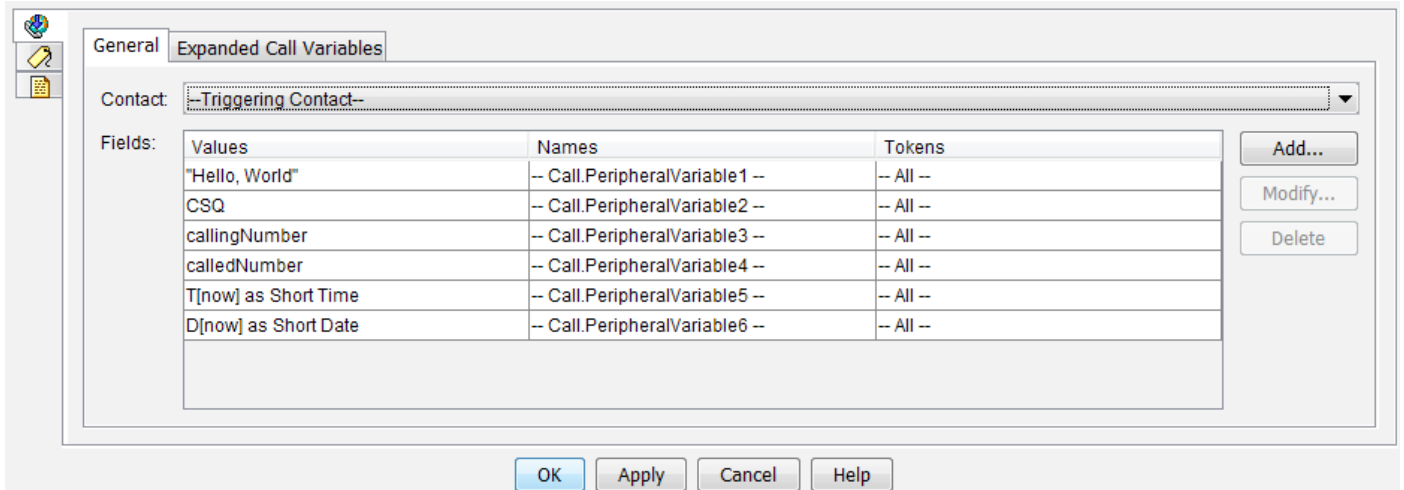 General Expanded Call Variables
Contact: --Triggering Contact--
Fields: Values Names Tokens Add...
"Hello, World" -- Call.PeripheralVariable1 -- -- All --
CSQ -- Call.PeripheralVariable2 -- -- All -- Modify...
callingNumber -- Call.PeripheralVariable3 -- -- All -- Delete
calledNumber -- Call.PeripheralVariable4 -- -- All --
T[now] as Short Time -- Call.PeripheralVariable5 -- -- All --
D[now] as Short Date -- Call.PeripheralVariable6 -- -- All --
OK Apply Cancel Help